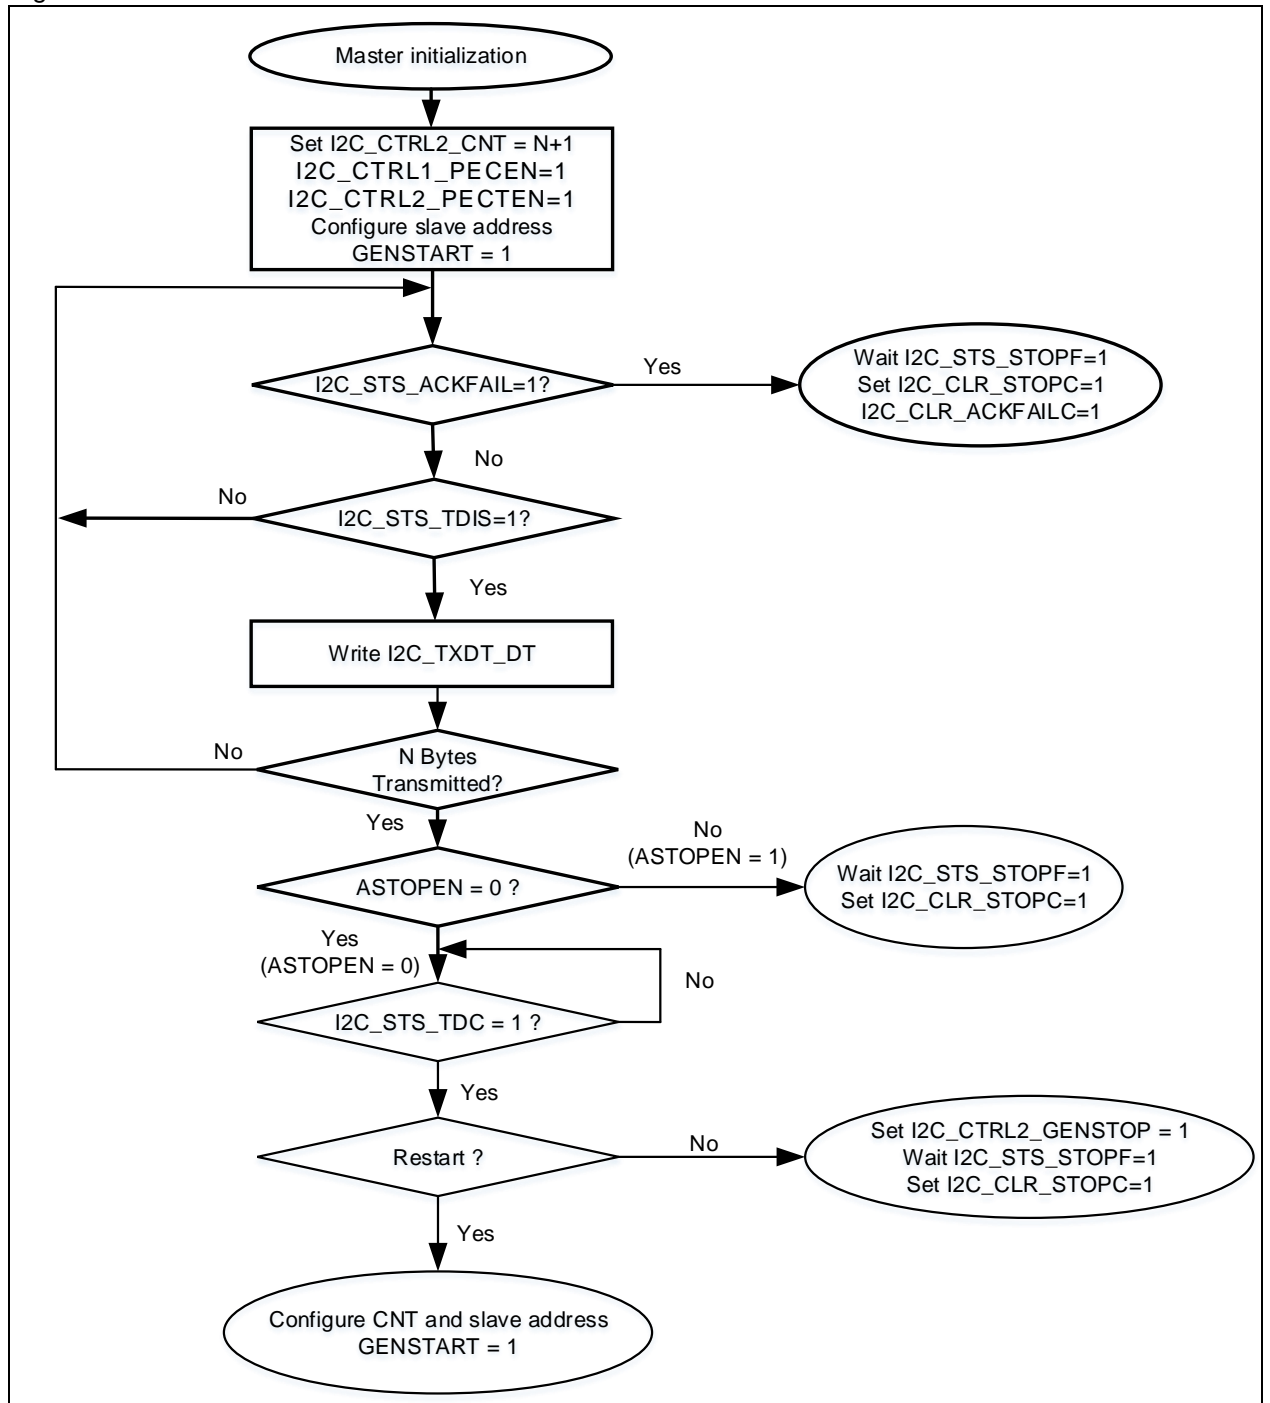 Master initialization
Set I2C_CTRL2_CNT = N+1
I2C_CTRL1_PECEN=1
I2C_CTRL2_PECTEN=1
Configure slave address
GENSTART = 1
I2C_STS_ACKFAIL=1?
Yes
Wait I2C_STS_STOPF=1
Set I2C_CLR_STOPC=1
I2C_CLR_ACKFAILC=1
No
No
I2C_STS_TDIS=1?
Yes
Write I2C_TXDT_DT
No
N Bytes
Transmitted?
Yes
No
(ASTOPEN = 1)
ASTOPEN = 0 ?
Wait I2C_STS_STOPF=1
Set I2C_CLR_STOPC=1
Yes
(ASTOPEN = 0)
No
I2C_STS_TDC = 1 ?
Yes
Restart ?
No
Set I2C_CTRL2_GENSTOP = 1
Wait I2C_STS_STOPF=1
Set I2C_CLR_STOPC=1
Yes
Configure CNT and slave address
GENSTART = 1